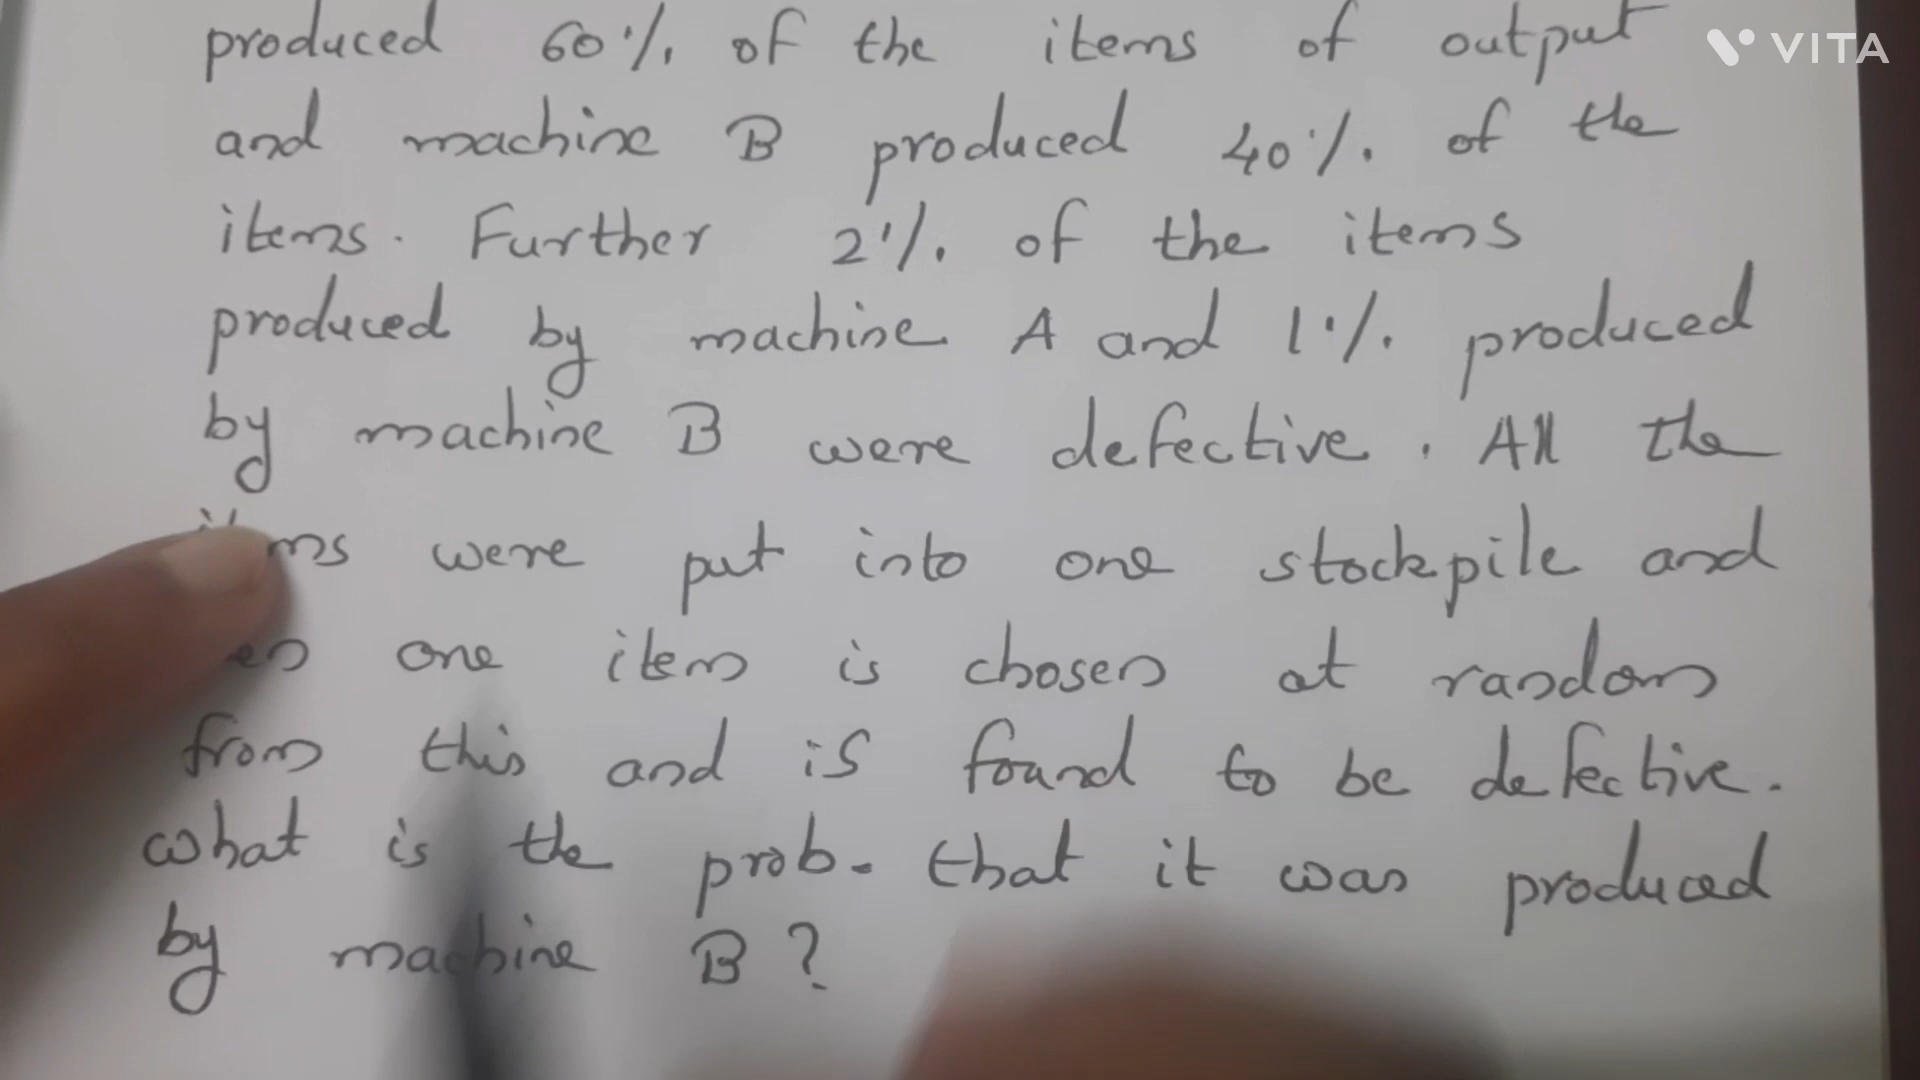 produced 60% of the items of output
and machine B produced 40% of the
items. Further 2% of the items
produced by machine A and 1% produced
by machine B were defective. All the
were put into one stockpile and
one item is chosen at random
from this and is found to be defective.
what is the prob. that it was produced
by machine B?
VITA